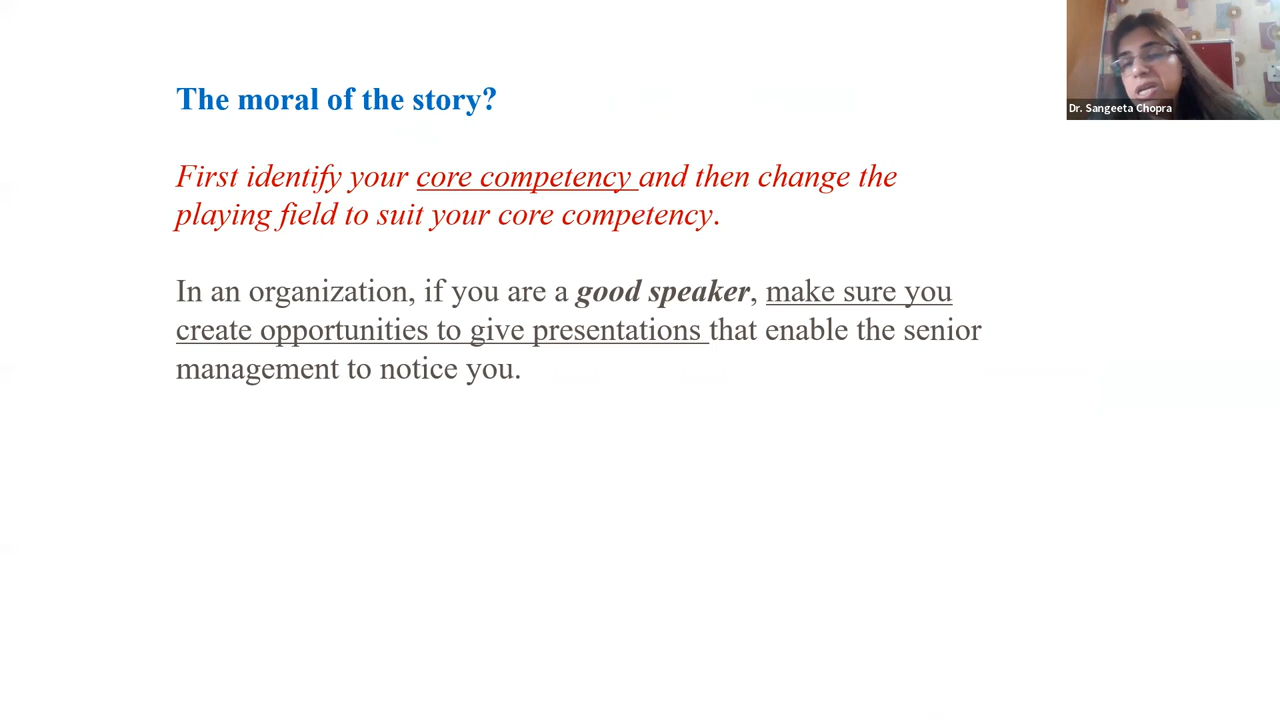 The moral of the story?
First identify your core competency and then change the
playing field to suit your core competency.
In an organization, if you are a good speaker, make sure you
create opportunities to give presentations that enable the senior
management to notice you.
Dr. Sangeeta Chopra